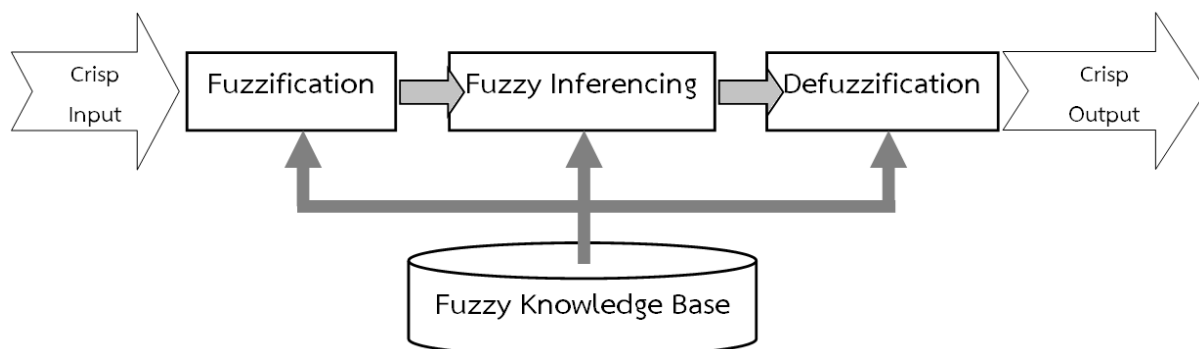 Crisp
Input
Fuzzification
Fuzzy Inferencing
Defuzzification
Crisp
Output
Fuzzy Knowledge Base